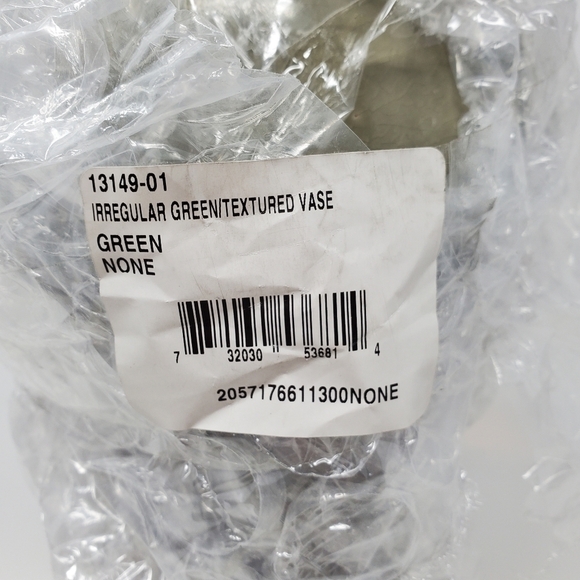 13149-01
IRREGULAR GREEN/TEXTURED VASE
GREEN
NONE
7 32030 53681 4
2057176611300NONE